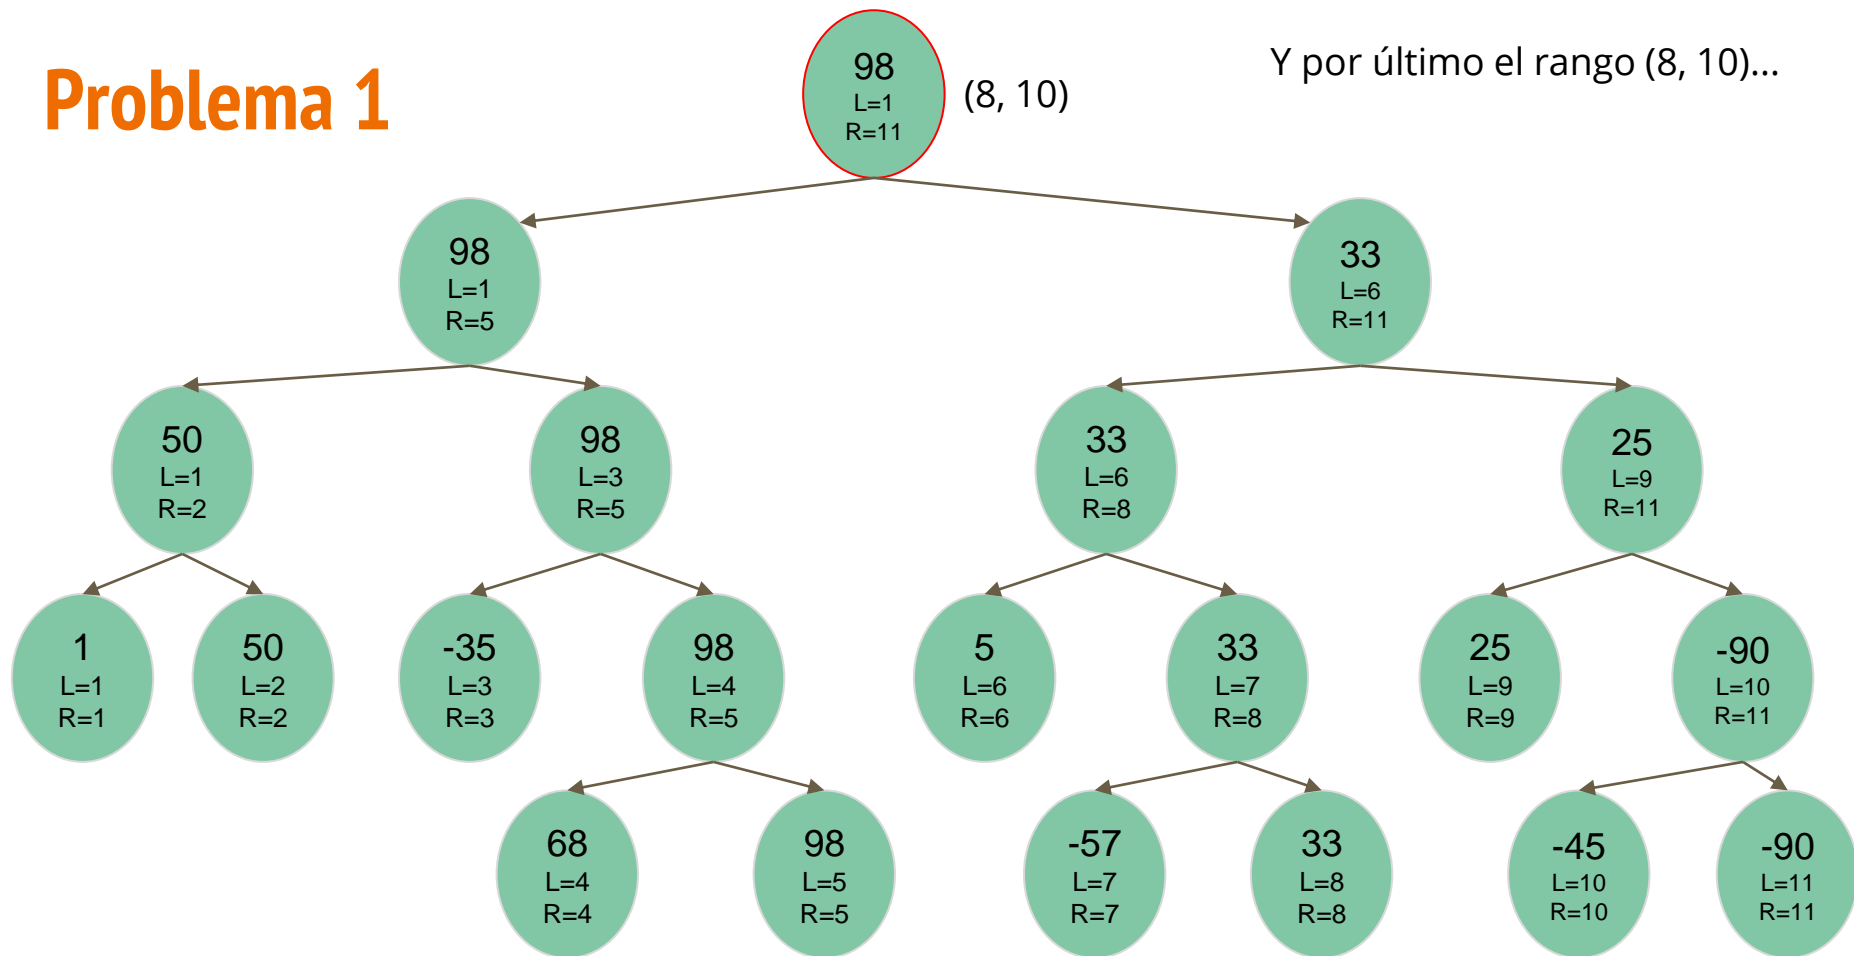 Problema 1
Y por último el rango (8, 10)...
98
L=1
R=11
(8, 10)
98
L=1
R=5
33
L=6
R=11
50
L=1
R=2
98
L=3
R=5
33
L=6
R=8
25
L=9
R=11
1
L=1
R=1
50
L=2
R=2
-35
L=3
R=3
98
L=4
R=5
5
L=6
R=6
33
L=7
R=8
25
L=9
R=9
-90
L=10
R=11
68
L=4
R=4
98
L=5
R=5
-57
L=7
R=7
33
L=8
R=8
-45
L=10
R=10
-90
L=11
R=11